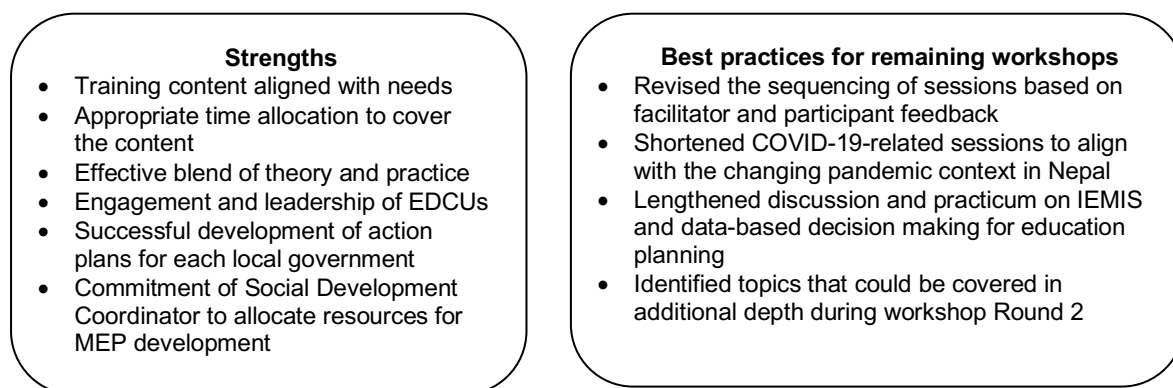 Strengths
• Training content aligned with needs
• Appropriate time allocation to cover
the content
• Effective blend of theory and practice
• Engagement and leadership of EDCUs
• Successful development of action
plans for each local government
• Commitment of Social Development
Coordinator to allocate resources for
MEP development
Best practices for remaining workshops
• Revised the sequencing of sessions based on
facilitator and participant feedback
• Shortened COVID-19-related sessions to align
with the changing pandemic context in Nepal
• Lengthened discussion and practicum on IEMIS
and data-based decision making for education
planning
• Identified topics that could be covered in
additional depth during workshop Round 2